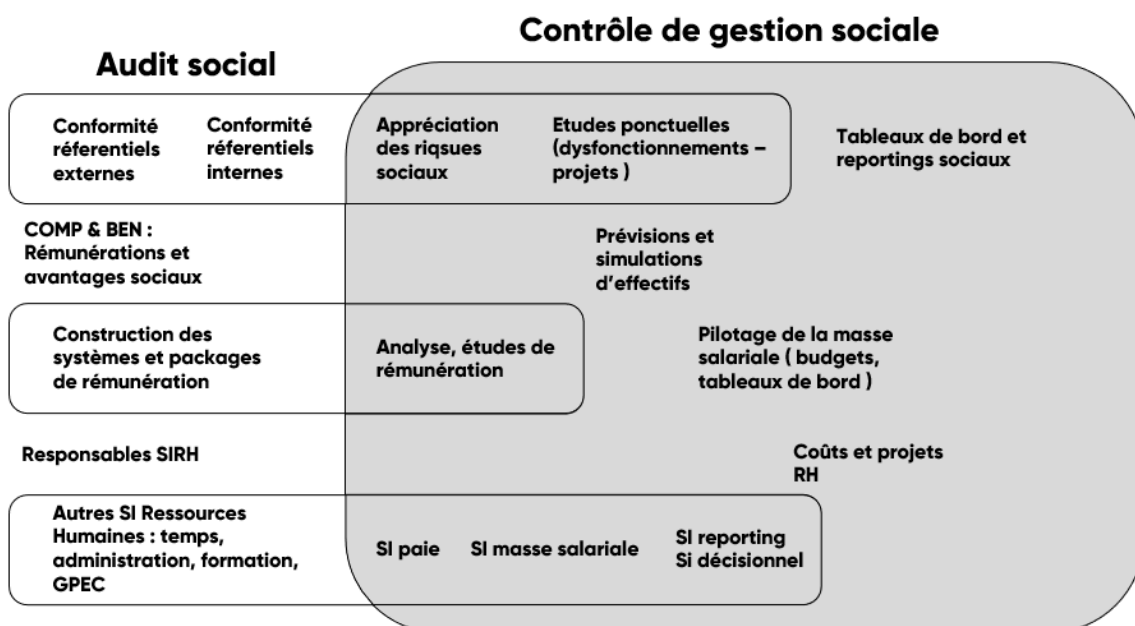 Contrôle de gestion sociale
Audit social
Conformité
réferentiels
externes
Conformité
réferentiels
internes
Appréciation
des riqsues
sociaux
Etudes ponctuelles
(dysfonctionnements –
projets )
Tableaux de bord et
reportings sociaux
COMP & BEN :
Rémunérations et
avantages sociaux
Prévisions et
simulations
d'effectifs
Construction des
systèmes et packages
de rémunération
Analyse, études de
rémunération
Pilotage de la masse
salariale ( budgets,
tableaux de bord )
Responsables SIRH
Coûts et projets
RH
Autres SI Ressources
Humaines : temps,
administration, formation,
GPEC
SI paie
SI masse salariale
SI reporting
Si décisionnel